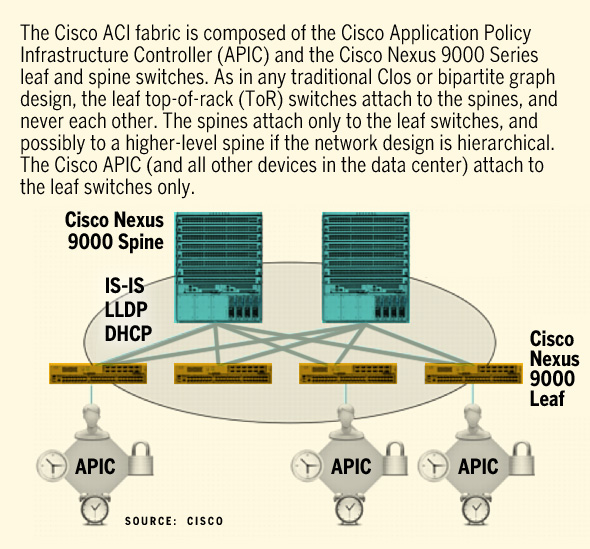 The Cisco ACI fabric is composed of the Cisco Application Policy
Infrastructure Controller (APIC) and the Cisco Nexus 9000 Series
leaf and spine switches. As in any traditional Clos or bipartite graph
design, the leaf top-of-rack (ToR) switches attach to the spines, and
never each other. The spines attach only to the leaf switches, and
possibly to a higher-level spine if the network design is hierarchical.
The Cisco APIC (and all other devices in the data center) attach to
the leaf switches only.
Cisco Nexus
9000 Spine
IS-IS
LLDP
DHCP
Cisco
Nexus
9000
Leaf
APIC
APIC
APIC
SOURCE: CISCO